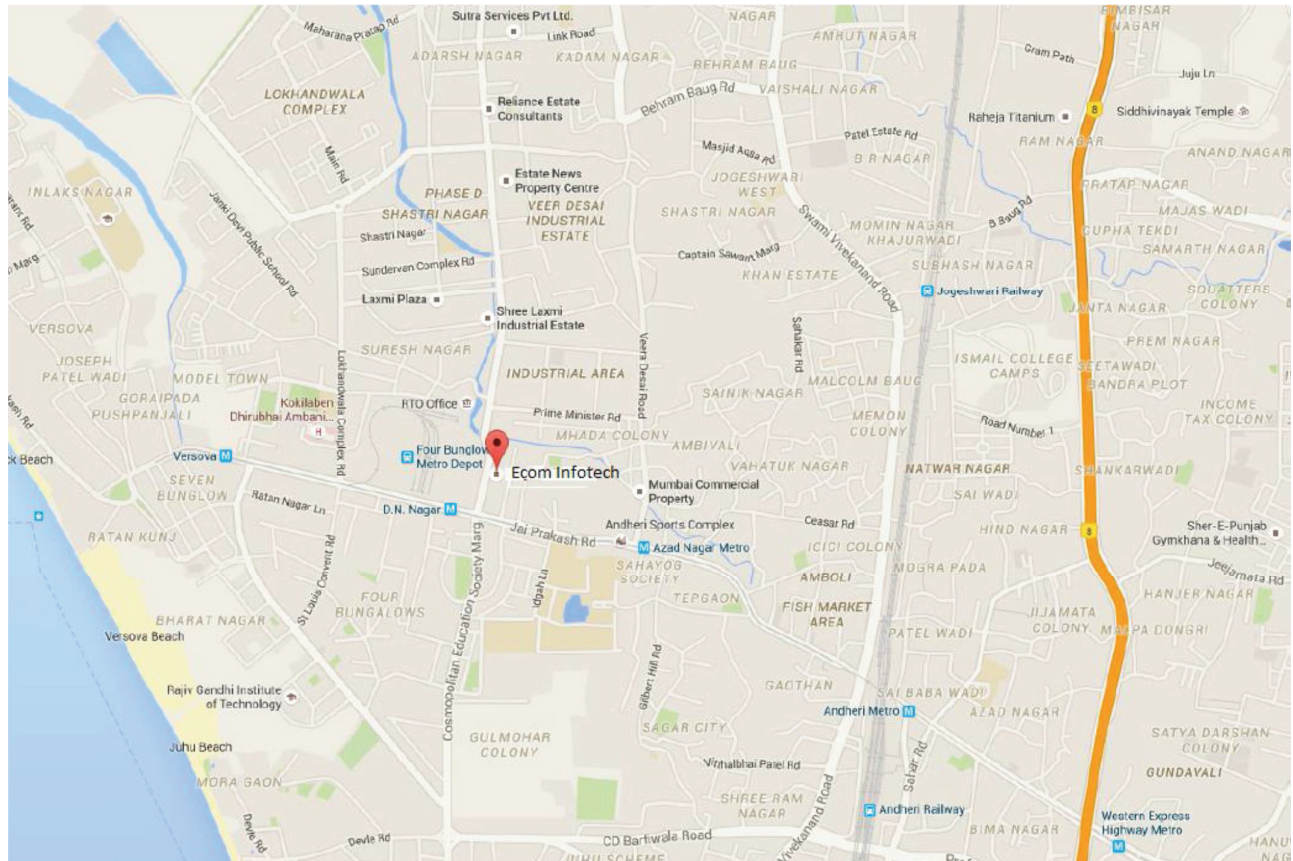 Maharana Pratap Rd
Sutra Services Pvt Ltd.
Link Road
NAGAR
AMRUT NAGAR
NAGAR
ADARSH NAGAR
KADAM NAGAR
BEHRAM BAUG
Gram Path
Juju Ln
LOKHANDWALA
COMPLEX
Reliance Estate
Consultants
Behram Baug Rd
VAISHALI NAGAR
8
Raheja Titanium
Siddhivinayak Temple
Main Rd
Masjid Aqsa Rd
Patel Estate Rd
RAM NAGAR
ANAND NAGAR
B R NAGAR
INLAKS NAGAR
Janki Devi Public School Rd
PHASE D
SHASTRI NAGAR
Estate News
Property Centre
VEER DESAI
INDUSTRIAL
ESTATE
JOGESHWARI
WEST
PRATAP NAGAR
MAJAS WADI
Shastri Nagar
SHASTRI NAGAR
Swami Vivekanand Road
MOMIN NAGAR
KHAJURWADI
B Baug Rd
GUPHA TEKDI
SAMARTH NAGAR
p Marg
Sundervan Complex Rd
Captain Sawant Marg
KHAN ESTATE
SUBHASH NAGAR
SQUATTERS
COLONY
Laxmi Plaza
Jogeshwari Railway
JANTA NAGAR
Shree Laxmi
Industrial Estate
VERSOVA
Veera Desai Road
Sahakar Rd
PREM NAGAR
JOSEPH
PATEL WADI
SURESH NAGAR
Lokhandwala Complex Rd
ISMAIL COLLEGE
CAMPS
SEETAWADI
BANDRA PLOT
MODEL TOWN
INDUSTRIAL AREA
SAINIK NAGAR
MALCOLM BAUG
GORAIPADA
PUSHPANJALI
Kokilaben
Dhirubhai Ambani...
H
RTO Office
Prime Minister Rd
MEMON
COLONY
Road Number 1
INCOME
TAX COLONY
MHADA COLONY
AMBIVALI
Versova
M
Four Bunglow
Metro Depot
Ecom Infotech
VAHATUK NAGAR
NATWAR NAGAR
SHANKARWADI
ck Beach
SEVEN
BUNGLOW
Mumbai Commercial
Property
SAI WADI
Ratan Nagar Ln
D.N. Nagar
M
Jai Prakash Rd
Andheri Sports Complex
Ceasar Rd
HIND NAGAR
8
Sher-E-Punjab
Gymkhana & Health...
RATAN KUNJ
St Louis Convent Rd
M
Azad Nagar Metro
ICICI COLONY
SAHAYOG
SOCIETY
MOGRA PADA
Jeejamata Rd
Idgah Ln
AMBOLI
FOUR
BUNGALOWS
TEPGAON
FISH MARKET
AREA
JIJAMATA
COLONY
HANJER NAGAR
BHARAT NAGAR
Cosmopolitan Education Society Marg
PATEL WADI
MALPA DONGRI
Versova Beach
Gilbert Hill Rd
GAOTHAN
SAI BABA WADI
Rajiv Gandhi Institute
of Technology
Andheri Metro
M
AZAD NAGAR
SAGAR CITY
GULMOHAR
COLONY
SATYA DARSHAN
COLONY
Juhu Beach
Sahar Rd
Vithalbhai Patel Rd
GUNDAVALI
MORA GAON
SHREE RAM
NAGAR
Andheri Railway
Western Express
Highway Metro
M
Devle Rd
Devle Rd
CD Barfiwala Road
Vivekanand Road
BIMA NAGAR